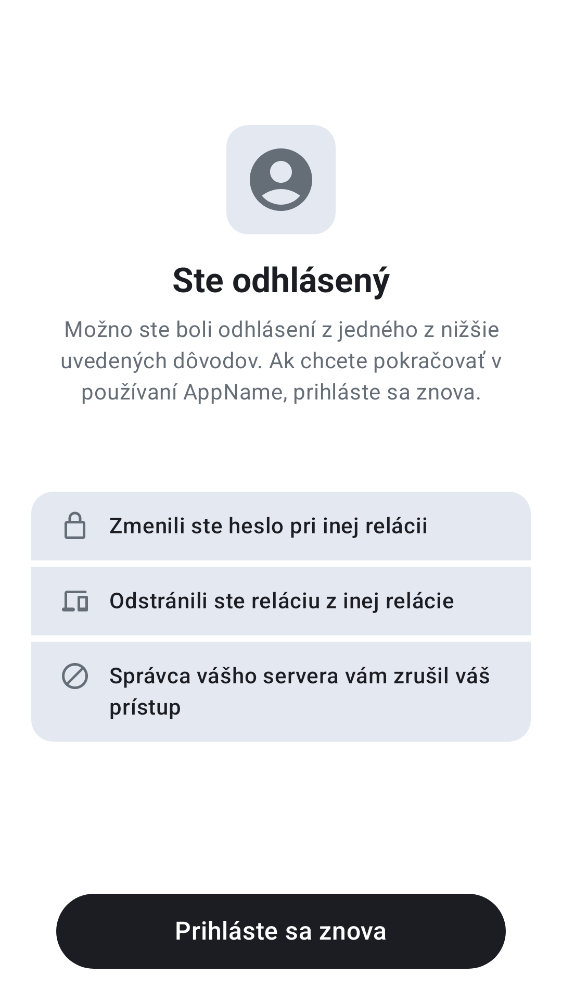 Ste odhlásený
Možno ste boli odhlásení z jedného z nižšie
uvedených dôvodov. Ak chcete pokračovať v
používaní AppName, prihláste sa znova.
Zmenili ste heslo pri inej relácii
Odstránili ste reláciu z inej relácie
Správca vášho servera vám zrušil váš
prístup
Prihláste sa znova